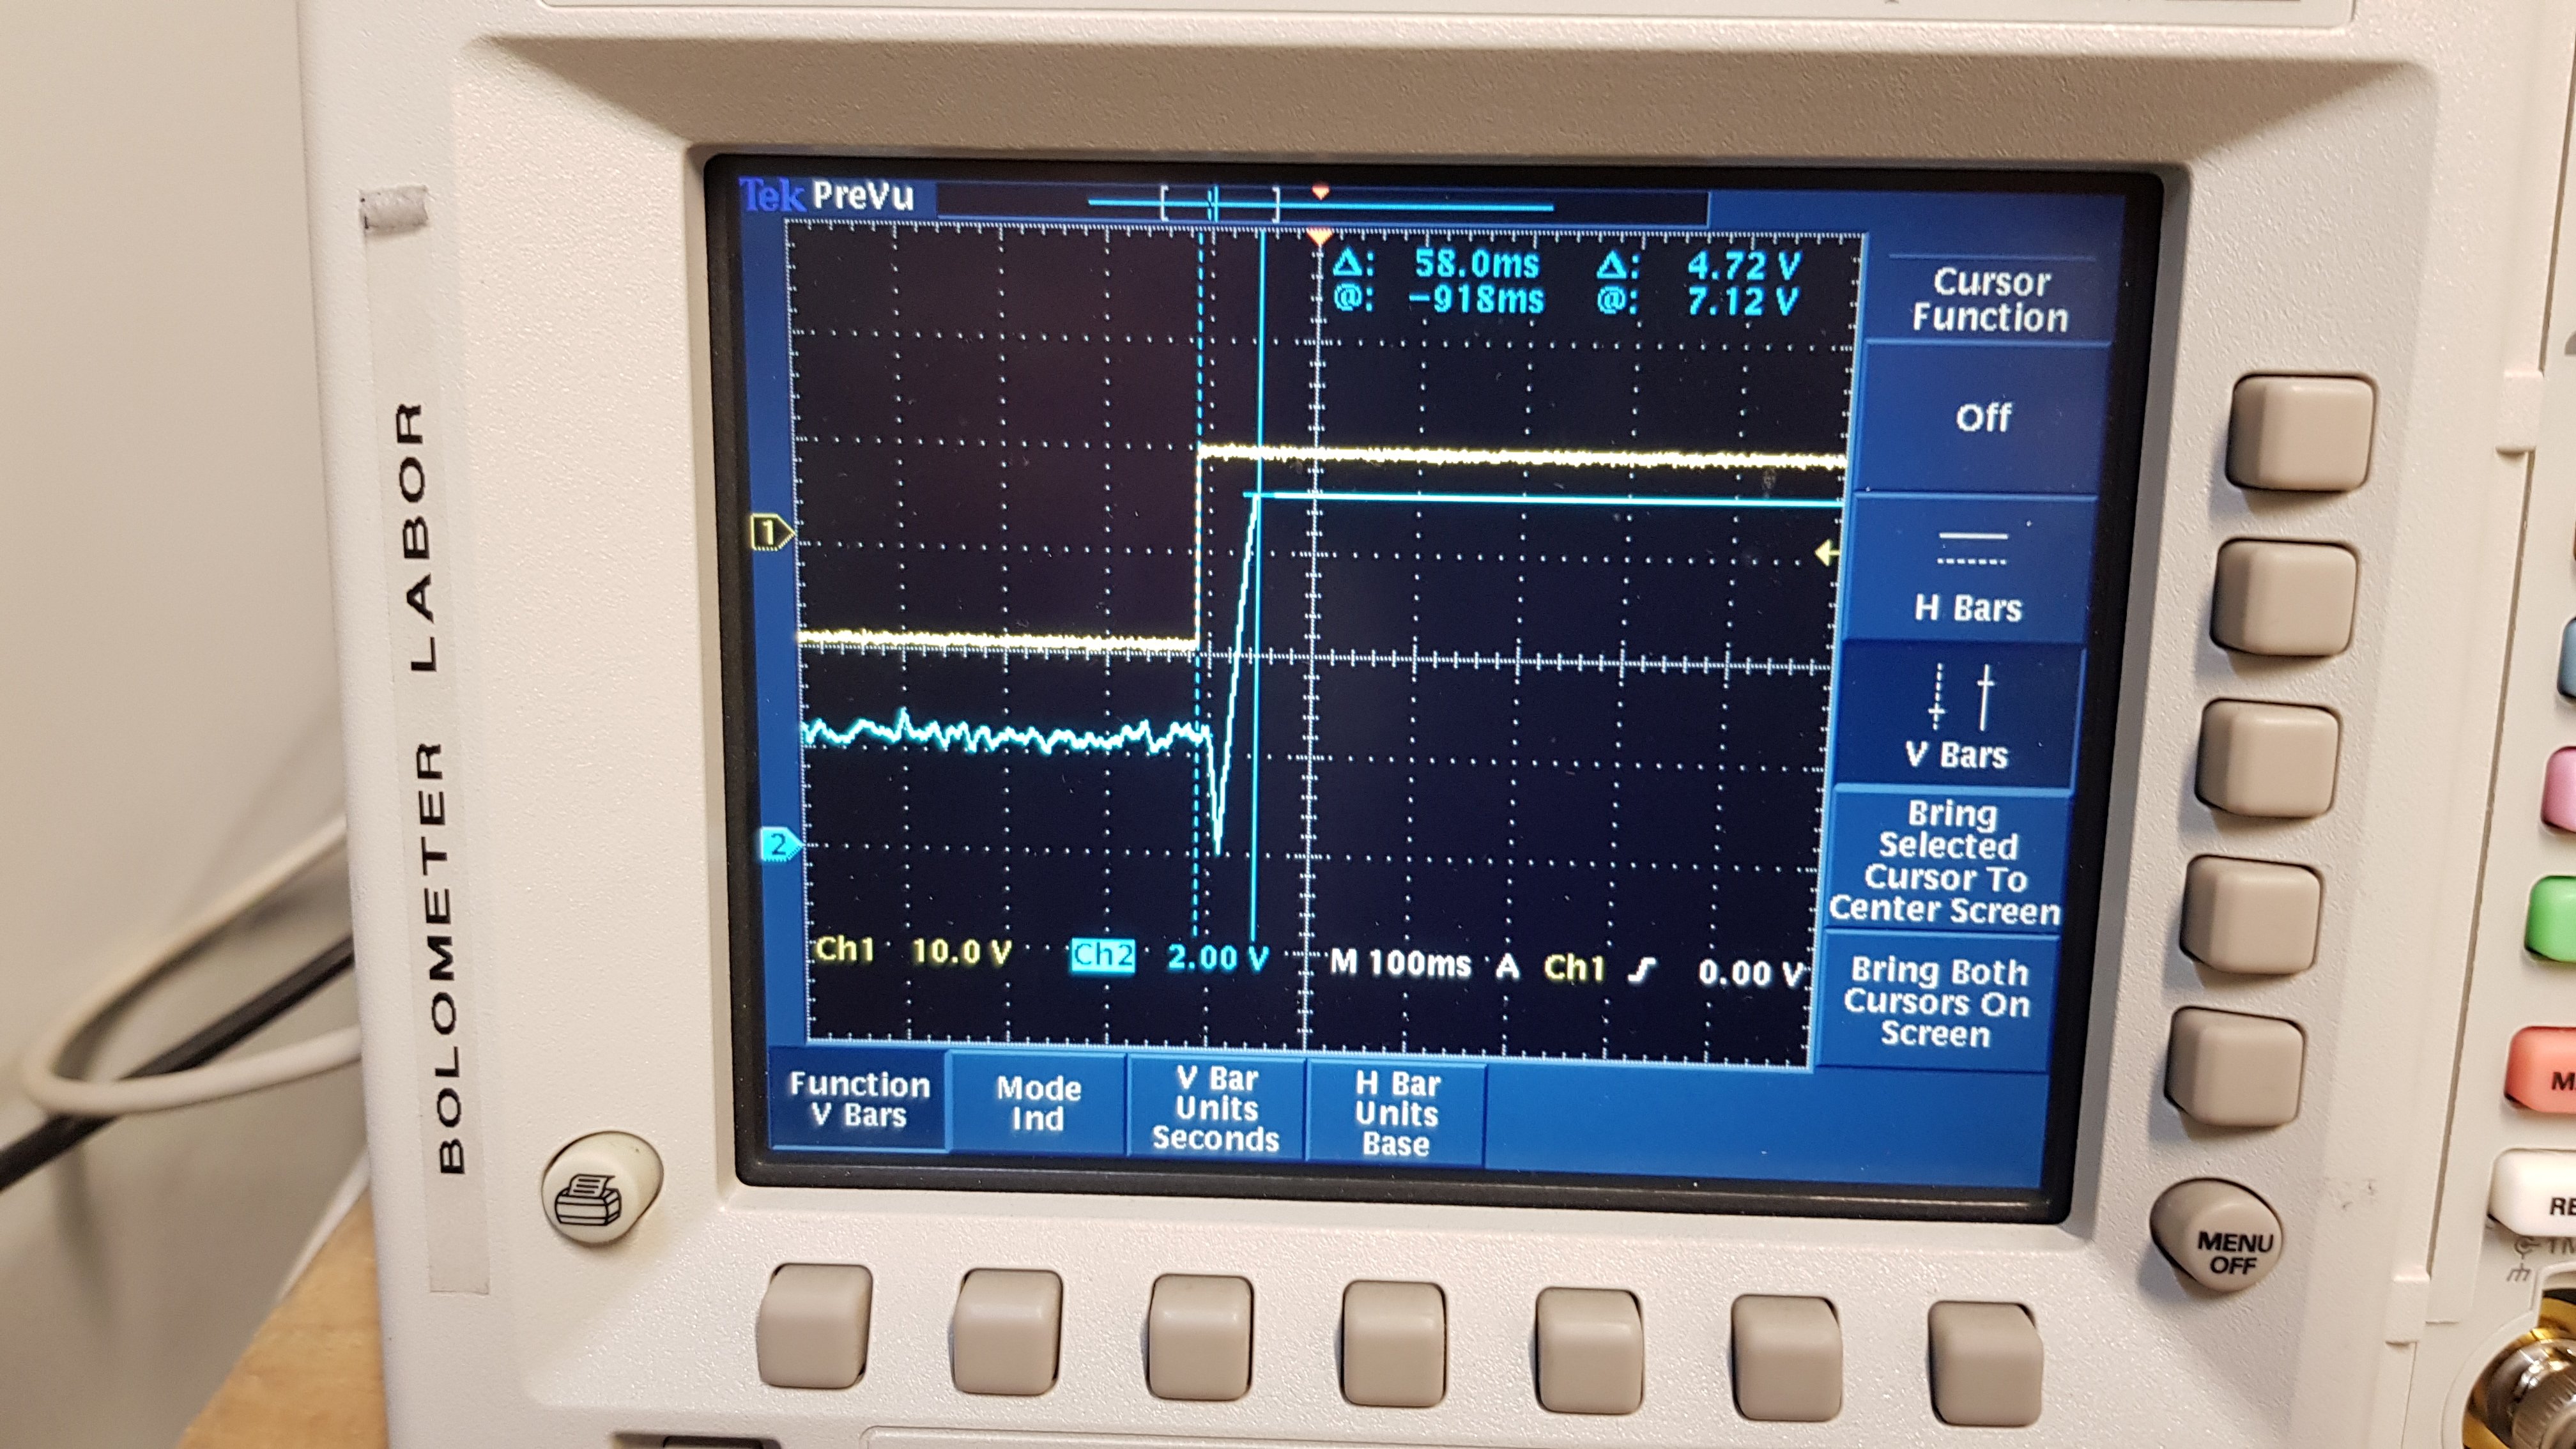 Tek PreVu
Δ: 58.0ms Δ: 4.72 V
@: -918ms @: 7.12 V
1
2
Ch1 10.0 V Ch2 2.00 V M 100ms A Ch1 0.00 V
Cursor
Function
Off
H Bars
V Bars
Bring
Selected
Cursor To
Center Screen
Bring Both
Cursors On
Screen
Function
V Bars
Mode
Ind
V Bar
Units
Seconds
H Bar
Units
Base
BOLOMETER LABOR
MENU
OFF